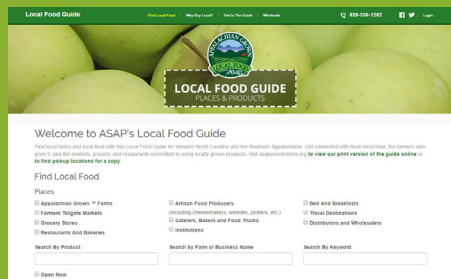 Local Food Guide
Find Local Food | Why Buy Local? | Get In The Guide | Wholesale
828-236-1282
Login
APPALACHIAN GROWN
asap
LOCAL FOOD GUIDE
PLACES & PRODUCTS
Welcome to ASAP's Local Food Guide
Find local farms and local food with this Local Food Guide for Western North Carolina and the Southern Appalachians. Get connected with fresh local food, the farmers who
grow it, and the markets, grocers, and restaurants committed to using locally grown products. Visit asapconnections.org to view our print version of the guide online or
to find pickup locations for a copy.
Find Local Food
Places
Appalachian Grown ™ Farms
Artisan Food Producers
(including cheesemakers, wineries, picklers, etc.)
Bed And Breakfasts
Farmers Tailgate Markets
Caterers, Bakers and Food Trucks
Travel Destinations
Grocery Stores
Institutions
Distributors and Wholesalers
Restaurants And Bakeries
Search By Product
Search by Farm or Business Name
Search By Keyword
Open Now